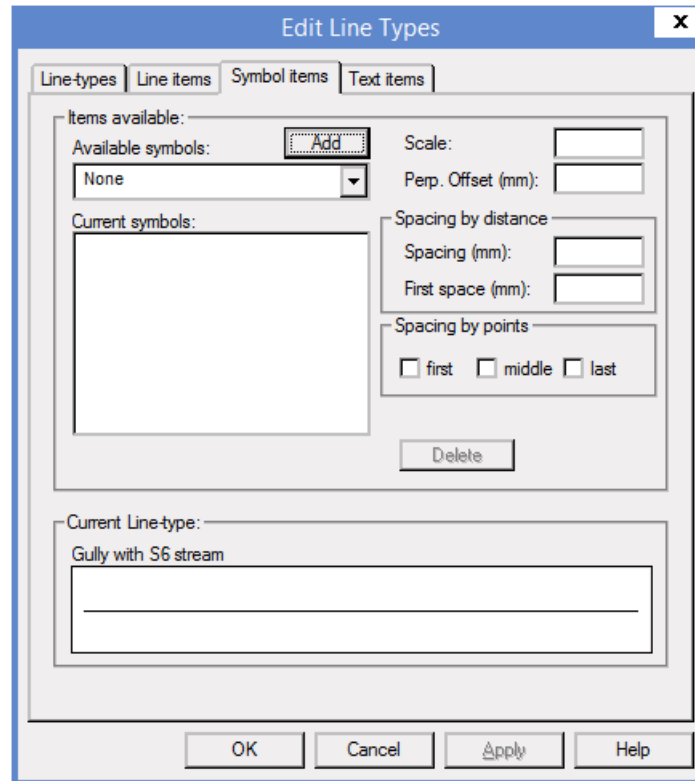 Edit Line Types
x
Line-types Line items Symbol items Text items
Items available:
Available symbols: Add
None
Current symbols:
Scale:
Perp. Offset (mm):
Spacing by distance
Spacing (mm):
First space (mm):
Spacing by points
first middle last
Delete
Current Line-type:
Gully with S6 stream
OK Cancel Apply Help